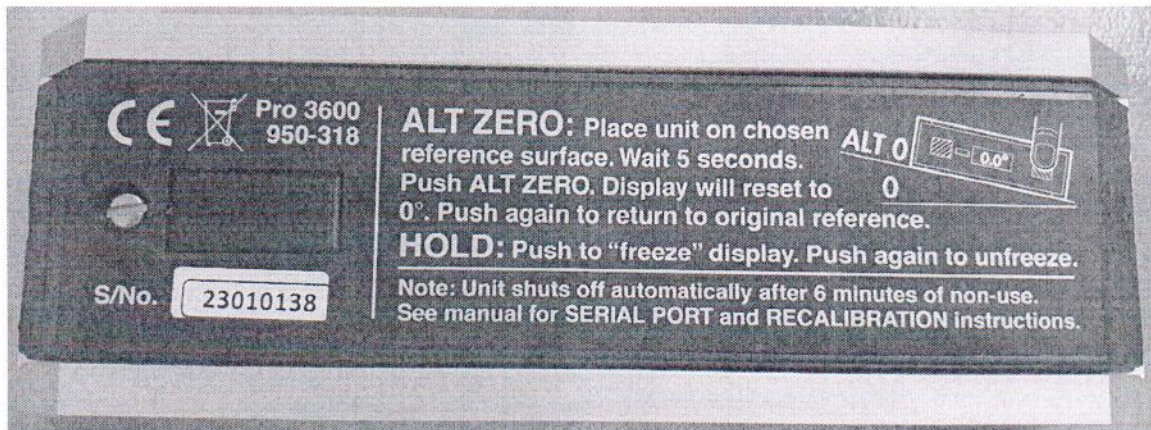 CE
Pro 3600
950-318
S/No. 23010138
ALT ZERO: Place unit on chosen
reference surface. Wait 5 seconds.
Push ALT ZERO. Display will reset to
0°. Push again to return to original reference.
HOLD: Push to “freeze” display. Push again to unfreeze.
Note: Unit shuts off automatically after 6 minutes of non-use.
See manual for SERIAL PORT and RECALIBRATION instructions.
ALT 0
0.0°
0